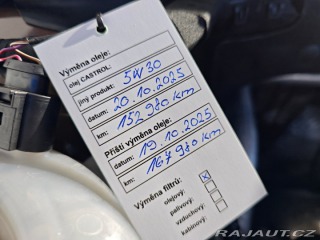 Výměna oleje:
olej CASTROL:
jiný produkt: 5W30
datum: 20.10.2025
km: 152 980 km
Příští výměna oleje:
datum: 19.10.2025
km: 167 980 km
Výměna filtrů:
olejový:
palivový:
vzduchový:
kabinový:
RAJAUT.CZ